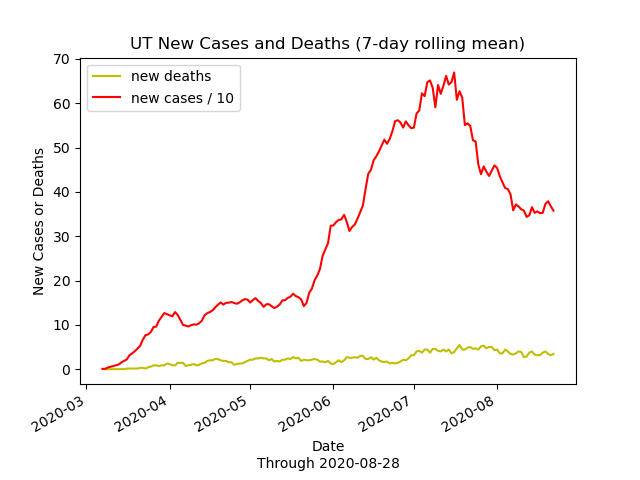 UT New Cases and Deaths (7-day rolling mean)
new deaths
new cases / 10
New Cases or Deaths
70
60
50
40
30
20
10
0
2020-03
2020-04
2020-05
2020-06
2020-07
2020-08
Date
Through 2020-08-28